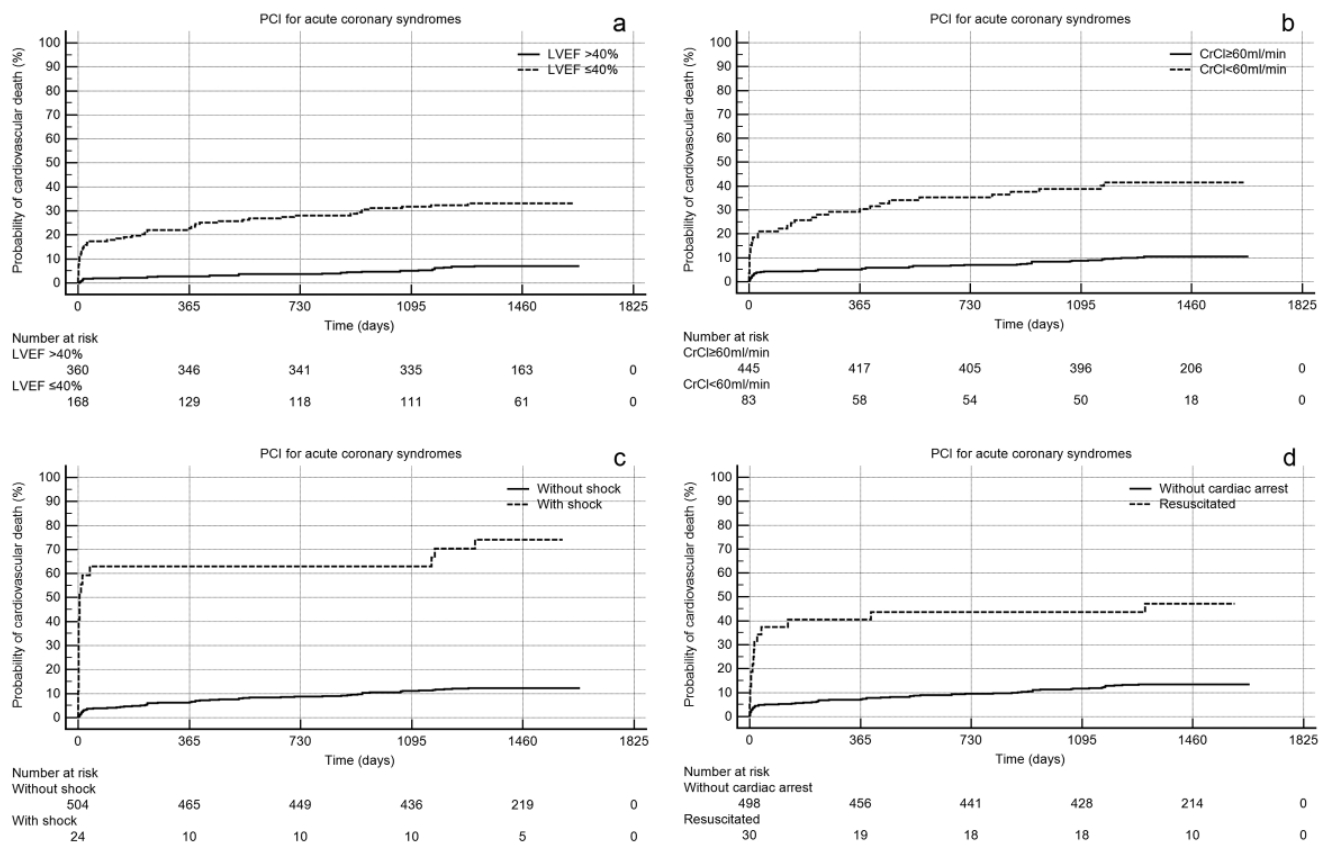 PCI for acute coronary syndromes
a
Probability of cardiovascular death (%)
100
90
80
70
60
50
40
30
20
10
0
LVEF >40%
LVEF ≤40%
0 365 730 1095 1460 1825
Time (days)
Number at risk
LVEF >40%
360 346 341 335 163 0
LVEF ≤40%
168 129 118 111 61 0
PCI for acute coronary syndromes
b
Probability of cardiovascular death (%)
100
90
80
70
60
50
40
30
20
10
0
CrCl≥60ml/min
CrCl<60ml/min
0 365 730 1095 1460 1825
Time (days)
Number at risk
CrCl≥60ml/min
445 417 405 396 206 0
CrCl<60ml/min
83 58 54 50 18 0
PCI for acute coronary syndromes
c
Probability of cardiovascular death (%)
100
90
80
70
60
50
40
30
20
10
0
Without shock
With shock
0 365 730 1095 1460 1825
Time (days)
Number at risk
Without shock
504 465 449 436 219 0
With shock
24 10 10 10 5 0
PCI for acute coronary syndromes
d
Probability of cardiovascular death (%)
100
90
80
70
60
50
40
30
20
10
0
Without cardiac arrest
Resuscitated
0 365 730 1095 1460 1825
Time (days)
Number at risk
Without cardiac arrest
498 456 441 428 214 0
Resuscitated
30 19 18 18 10 0